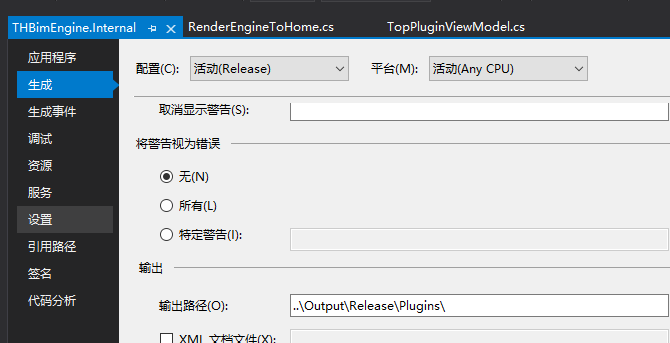 THBimEngine.Internal RenderEngineToHome.cs TopPluginViewModel.cs
应用程序
生成
生成事件
调试
资源
服务
设置
引用路径
签名
代码分析
配置(C): 活动(Release) 平台(M): 活动(Any CPU)
取消显示警告(S):
将警告视为错误
无(N)
所有(L)
特定警告(I):
输出
输出路径(O): ..\Output\Release\Plugins\
XML 文档文件(X):